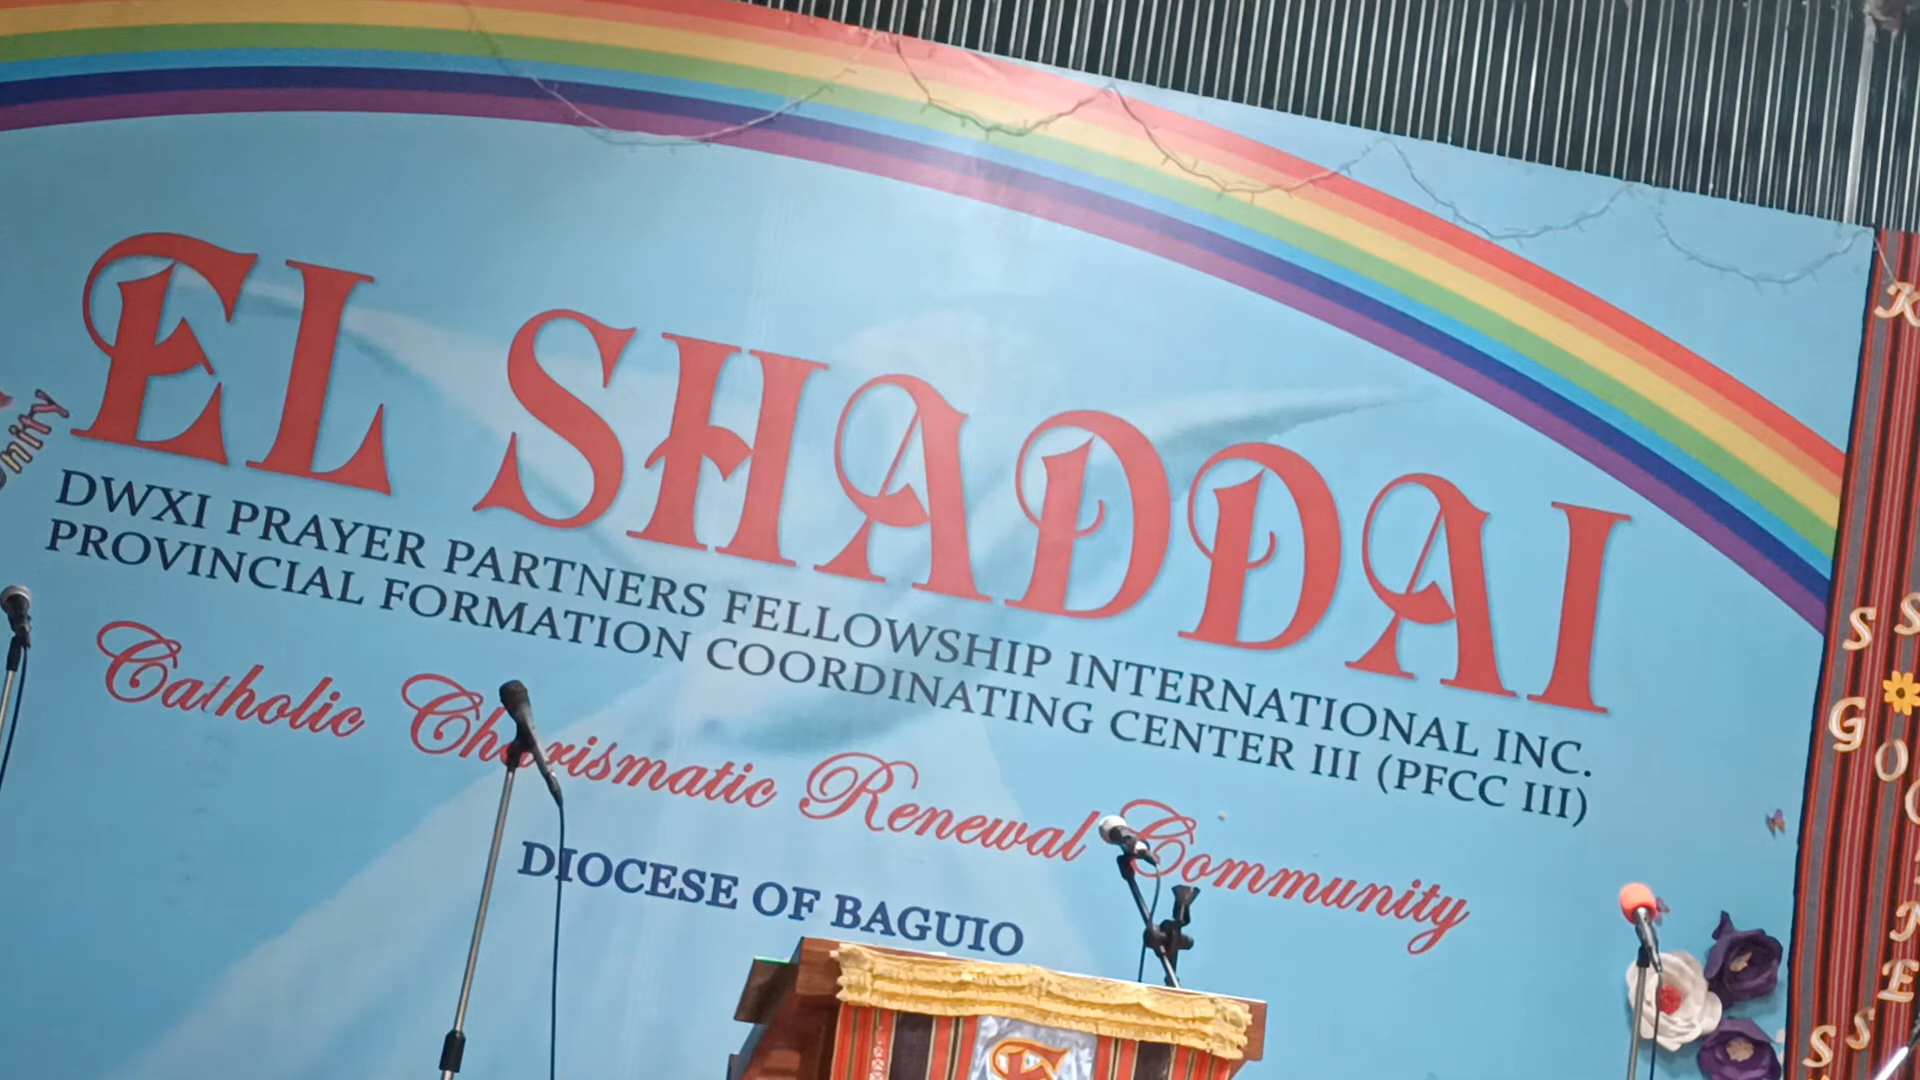 EL SHADDAI
DWXI PRAYER PARTNERS FELLOWSHIP INTERNATIONAL INC.
PROVINCIAL FORMATION COORDINATING CENTER III (PFCC III)
Catholic Charismatic Renewal Community
DIOCESE OF BAGUIO